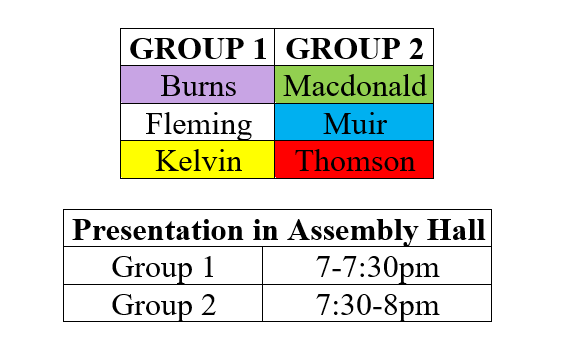 GROUP 1 GROUP 2
Burns Macdonald
Fleming Muir
Kelvin Thomson
Presentation in Assembly Hall
Group 1 7-7:30pm
Group 2 7:30-8pm